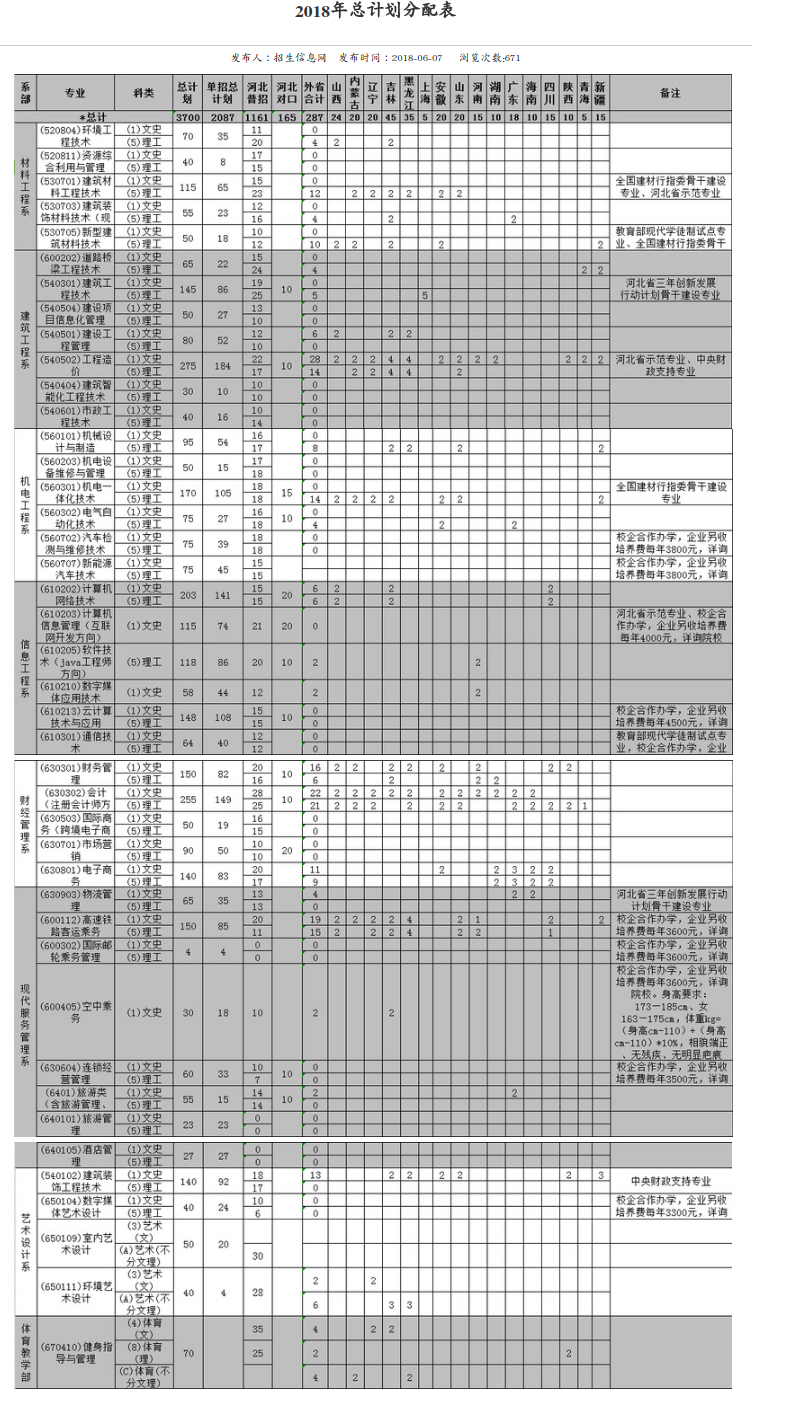 2018年总计划分配表
发布人：招生信息网 发布时间：2018-06-07 浏览次数:671
系部 专业 科类 总计划 单招总计划 河北普招 河北对口 外省合计 山西 内蒙古 辽宁 吉林 黑龙江 上海 安徽 山东 河南 湖南 广东 海南 四川 陕西 青海 新疆 备注
*总计 3700 2087 1161 165 287 24 20 20 45 35 5 20 20 15 10 18 10 15 10 5 15
材料工程系
(520804)环境工程技术 (1)文史 70 35 11 0
(5)理工 20 4 2 2
(520811)资源综合利用与管理 (1)文史 40 8 17 0
(5)理工 15 0
(530701)建筑材料工程技术 (1)文史 115 65 15 0 全国建材行指委骨干建设专业、河北省示范专业
(5)理工 23 12 2 2 2 2 2 2
(530703)建筑装饰材料技术（现 (1)文史 55 23 12 0
(5)理工 16 4 2 2
(530705)新型建筑材料技术 (1)文史 50 18 10 0 教育部现代学徒制试点专业、全国建材行指委骨干
(5)理工 12 10 2 2 2 2 2
建筑工程系
(600202)道路桥梁工程技术 (1)文史 65 22 15 0
(5)理工 24 4 2 2
(540301)建筑工程技术 (1)文史 145 86 19 10 0 河北省三年创新发展行动计划骨干建设专业
(5)理工 25 5 5
(540504)建设项目信息化管理 (1)文史 50 27 13 0
(5)理工 10 0
(540501)建设工程管理 (1)文史 80 52 12 6 2 2 2
(5)理工 10 0
(540502)工程造价 (1)文史 275 184 22 10 28 2 2 2 4 4 2 2 2 2 2 2 2 河北省示范专业、中央财政支持专业
(5)理工 17 14 2 2 4 4 2
(540404)建筑智能化工程技术 (1)文史 30 10 10 0
(5)理工 10 0
(540601)市政工程技术 (1)文史 40 16 10 0
(5)理工 14 0
机电工程系
(560101)机械设计与制造 (1)文史 95 54 16 0
(5)理工 17 8 2 2 2 2
(560203)机电设备维修与管理 (1)文史 50 15 17 0
(5)理工 18 0
(560301)机电一体化技术 (1)文史 170 105 18 15 0 全国建材行指委骨干建设专业
(5)理工 18 14 2 2 2 2 2 2 2
(560302)电气自动化技术 (1)文史 75 27 16 10 0
(5)理工 18 4 2 2
(560702)汽车检测与维修技术 (1)文史 75 39 18 0 校企合作办学，企业另收培养费每年3800元，详询
(5)理工 18 0
(560707)新能源汽车技术 (1)文史 75 45 15 校企合作办学，企业另收培养费每年3800元，详询
(5)理工 15
信息工程系
(610202)计算机网络技术 (1)文史 203 141 15 20 6 2 2 2
(5)理工 15 6 2 2 2
(610203)计算机信息管理（互联网开发方向） (1)文史 115 74 21 20 0 河北省示范专业、校企合作办学，企业另收培养费每年4000元，详询院校
(610205)软件技术（java工程师方向） (5)理工 118 86 20 10 2 2
(610210)数字媒体应用技术 (1)文史 58 44 12 2 2
(610213)云计算技术与应用 (1)文史 148 108 15 10 0 校企合作办学，企业另收培养费每年4500元，详询
(5)理工 15 0
(610301)通信技术 (1)文史 64 40 12 0 教育部现代学徒制试点专业，校企合作办学，企业
(5)理工 12 0
财经管理系
(630301)财务管理 (1)文史 150 82 20 10 16 2 2 2 2 2 2 2 2
(5)理工 16 6 2 2 2
(630302)会计（注册会计师方 (1)文史 255 149 28 10 22 2 2 2 2 2 2 2 2 2 2 2
(5)理工 25 21 2 2 2 2 2 2 2 2 2 2 1
(630503)国际商务（跨境电子商 (1)文史 50 19 16 0
(5)理工 15 0
(630701)市场营销 (1)文史 90 50 10 20 0
(5)理工 10 0
(630801)电子商务 (1)文史 140 83 20 11 2 2 3 2 2
(5)理工 17 9 2 3 2 2
现代服务管理系
(630903)物流管理 (1)文史 65 35 13 4 2 2 河北省三年创新发展行动计划骨干建设专业
(5)理工 13 0
(600112)高速铁路客运乘务 (1)文史 150 85 20 19 2 2 2 2 4 2 1 2 2 校企合作办学，企业另收培养费每年3600元，详询
(5)理工 11 15 2 2 2 4 2 2 1
(600302)国际邮轮乘务管理 (1)文史 4 4 0 0 校企合作办学，企业另收培养费每年3600元，详询
(5)理工 0 0
(600405)空中乘务 (1)文史 30 18 10 2 2 校企合作办学，企业另收培养费每年3600元，详询院校。身高要求：173—185cm、女163—175cm，体重kg=（身高cm-110）+（身高cm-110）*10%，相貌端正、无残疾、无明显疤痕
(630604)连锁经营管理 (1)文史 60 33 10 10 0 校企合作办学，企业另收培养费每年3500元，详询
(5)理工 7 0
(6401)旅游类（含旅游管理、 (1)文史 55 15 14 10 2 2
(5)理工 14 0
(640101)旅游管理 (1)文史 23 23 0 0
(5)理工 0 0
(640105)酒店管理 (1)文史 27 27 0 0
(5)理工 0 0
艺术设计系
(540102)建筑装饰工程技术 (1)文史 140 92 18 13 2 2 2 2 2 3 中央财政支持专业
(5)理工 17 0
(650104)数字媒体艺术设计 (1)文史 40 24 10 0 校企合作办学，企业另收培养费每年3300元，详询
(5)理工 6 0
(650109)室内艺术设计 (3)艺术(文) 50 20
(A)艺术(不分文理) 30
(650111)环境艺术设计 (3)艺术(文) 40 4 28 2 2
(A)艺术(不分文理) 6 3 3
体育教学部
(670410)健身指导与管理 (4)体育(文) 70 35 4 2 2
(8)体育(理) 25 2 2
(C)体育(不分文理) 4 2 2